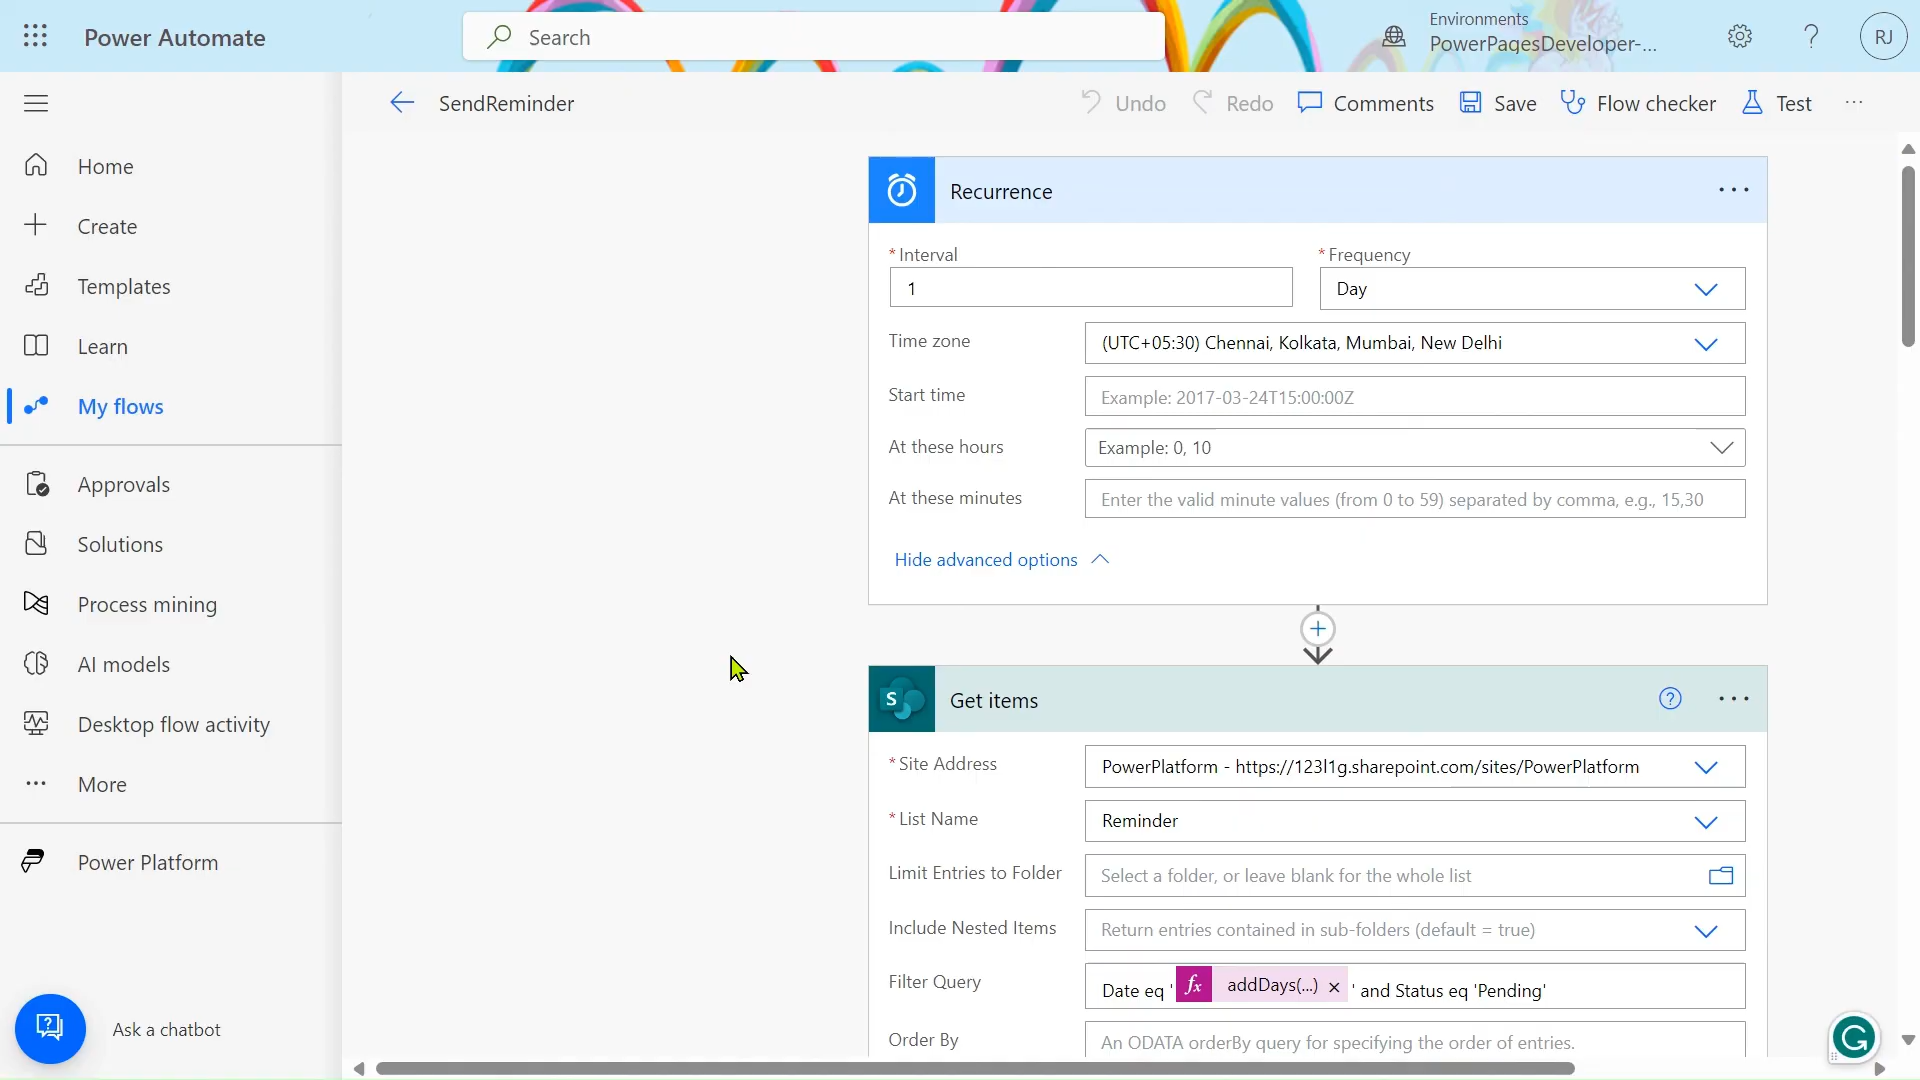 Power Automate
Search
Environments
PowerPagesDeveloper-...
RJ
SendReminder
Undo
Redo
Comments
Save
Flow checker
Test
Home
Create
Templates
Learn
My flows
Approvals
Solutions
Process mining
AI models
Desktop flow activity
More
Power Platform
Ask a chatbot
Recurrence
* Interval
* Frequency
1
Day
Time zone
(UTC+05:30) Chennai, Kolkata, Mumbai, New Delhi
Start time
Example: 2017-03-24T15:00:00Z
At these hours
Example: 0, 10
At these minutes
Enter the valid minute values (from 0 to 59) separated by comma, e.g., 15,30
Hide advanced options
S
Get items
* Site Address
PowerPlatform - https://123l1g.sharepoint.com/sites/PowerPlatform
* List Name
Reminder
Limit Entries to Folder
Select a folder, or leave blank for the whole list
Include Nested Items
Return entries contained in sub-folders (default = true)
Filter Query
Date eq ' fx addDays(...) × ' and Status eq 'Pending'
Order By
An ODATA orderBy query for specifying the order of entries.